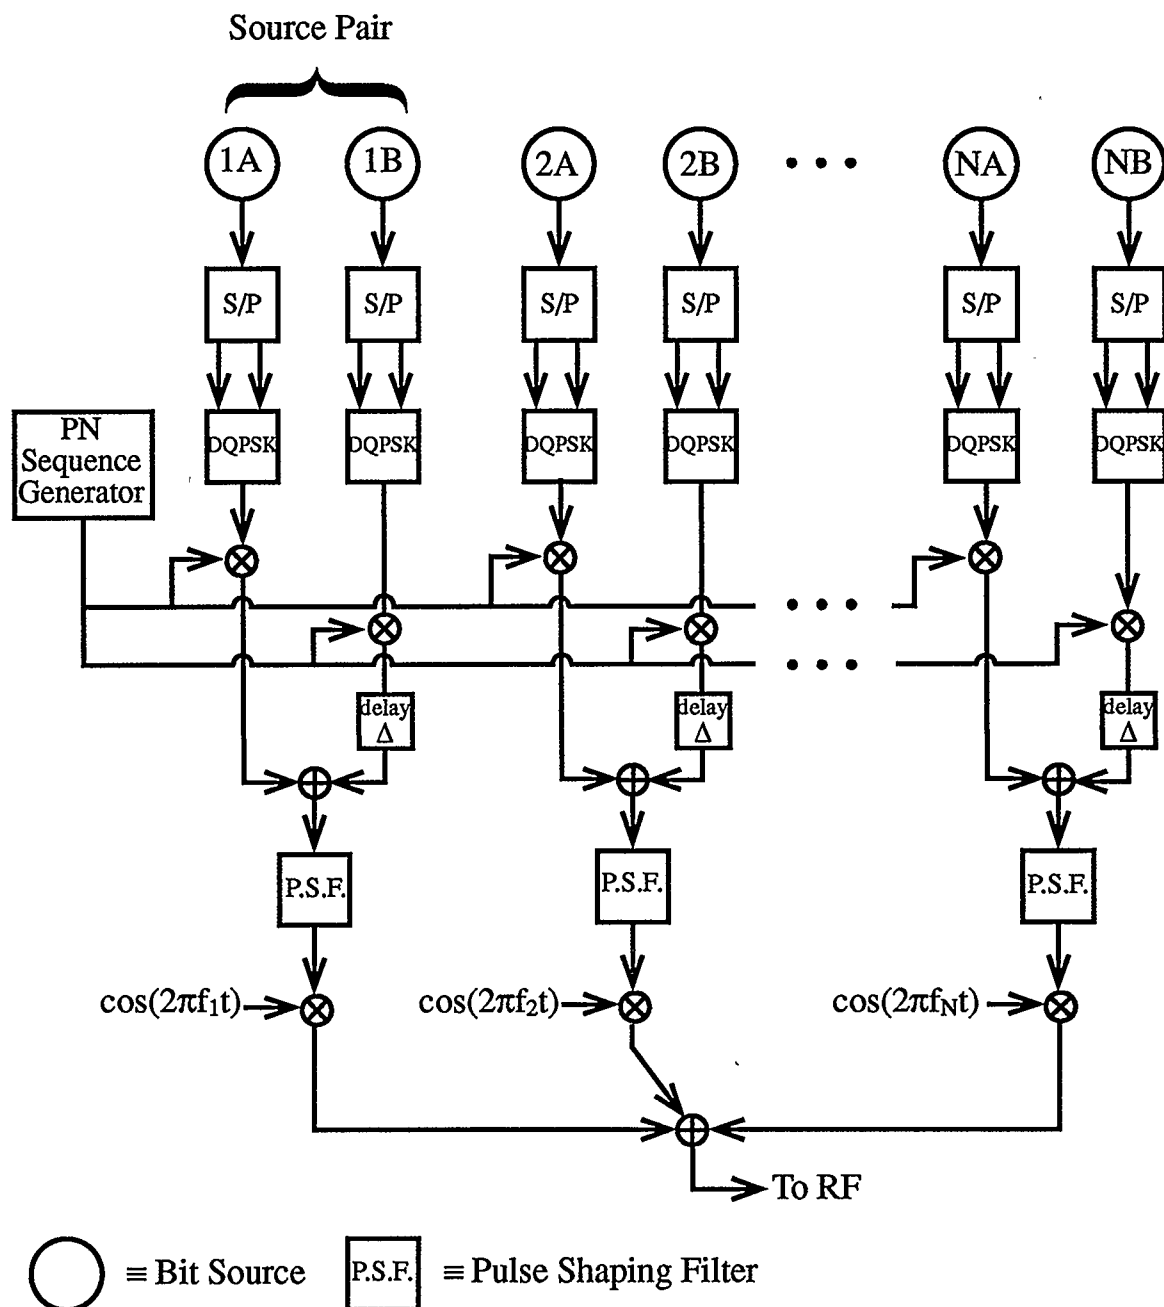 Source Pair
1A 1B 2A 2B • • • NA NB
S/P S/P S/P S/P S/P S/P
PN
Sequence
Generator
DQPSK DQPSK DQPSK DQPSK DQPSK DQPSK
• • •
• • •
delay
Δ
delay
Δ
delay
Δ
P.S.F. P.S.F. P.S.F.
cos(2πf₁t) cos(2πf₂t) cos(2πf_Nt)
To RF
≡ Bit Source P.S.F. ≡ Pulse Shaping Filter